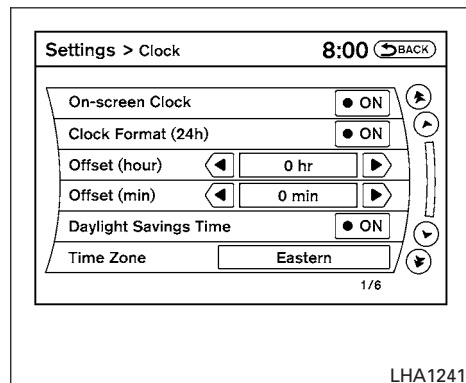 Settings > Clock 8:00 BACK
On-screen Clock ON
Clock Format (24h) ON
Offset (hour) 0 hr
Offset (min) 0 min
Daylight Savings Time ON
Time Zone Eastern
1/6
LHA1241